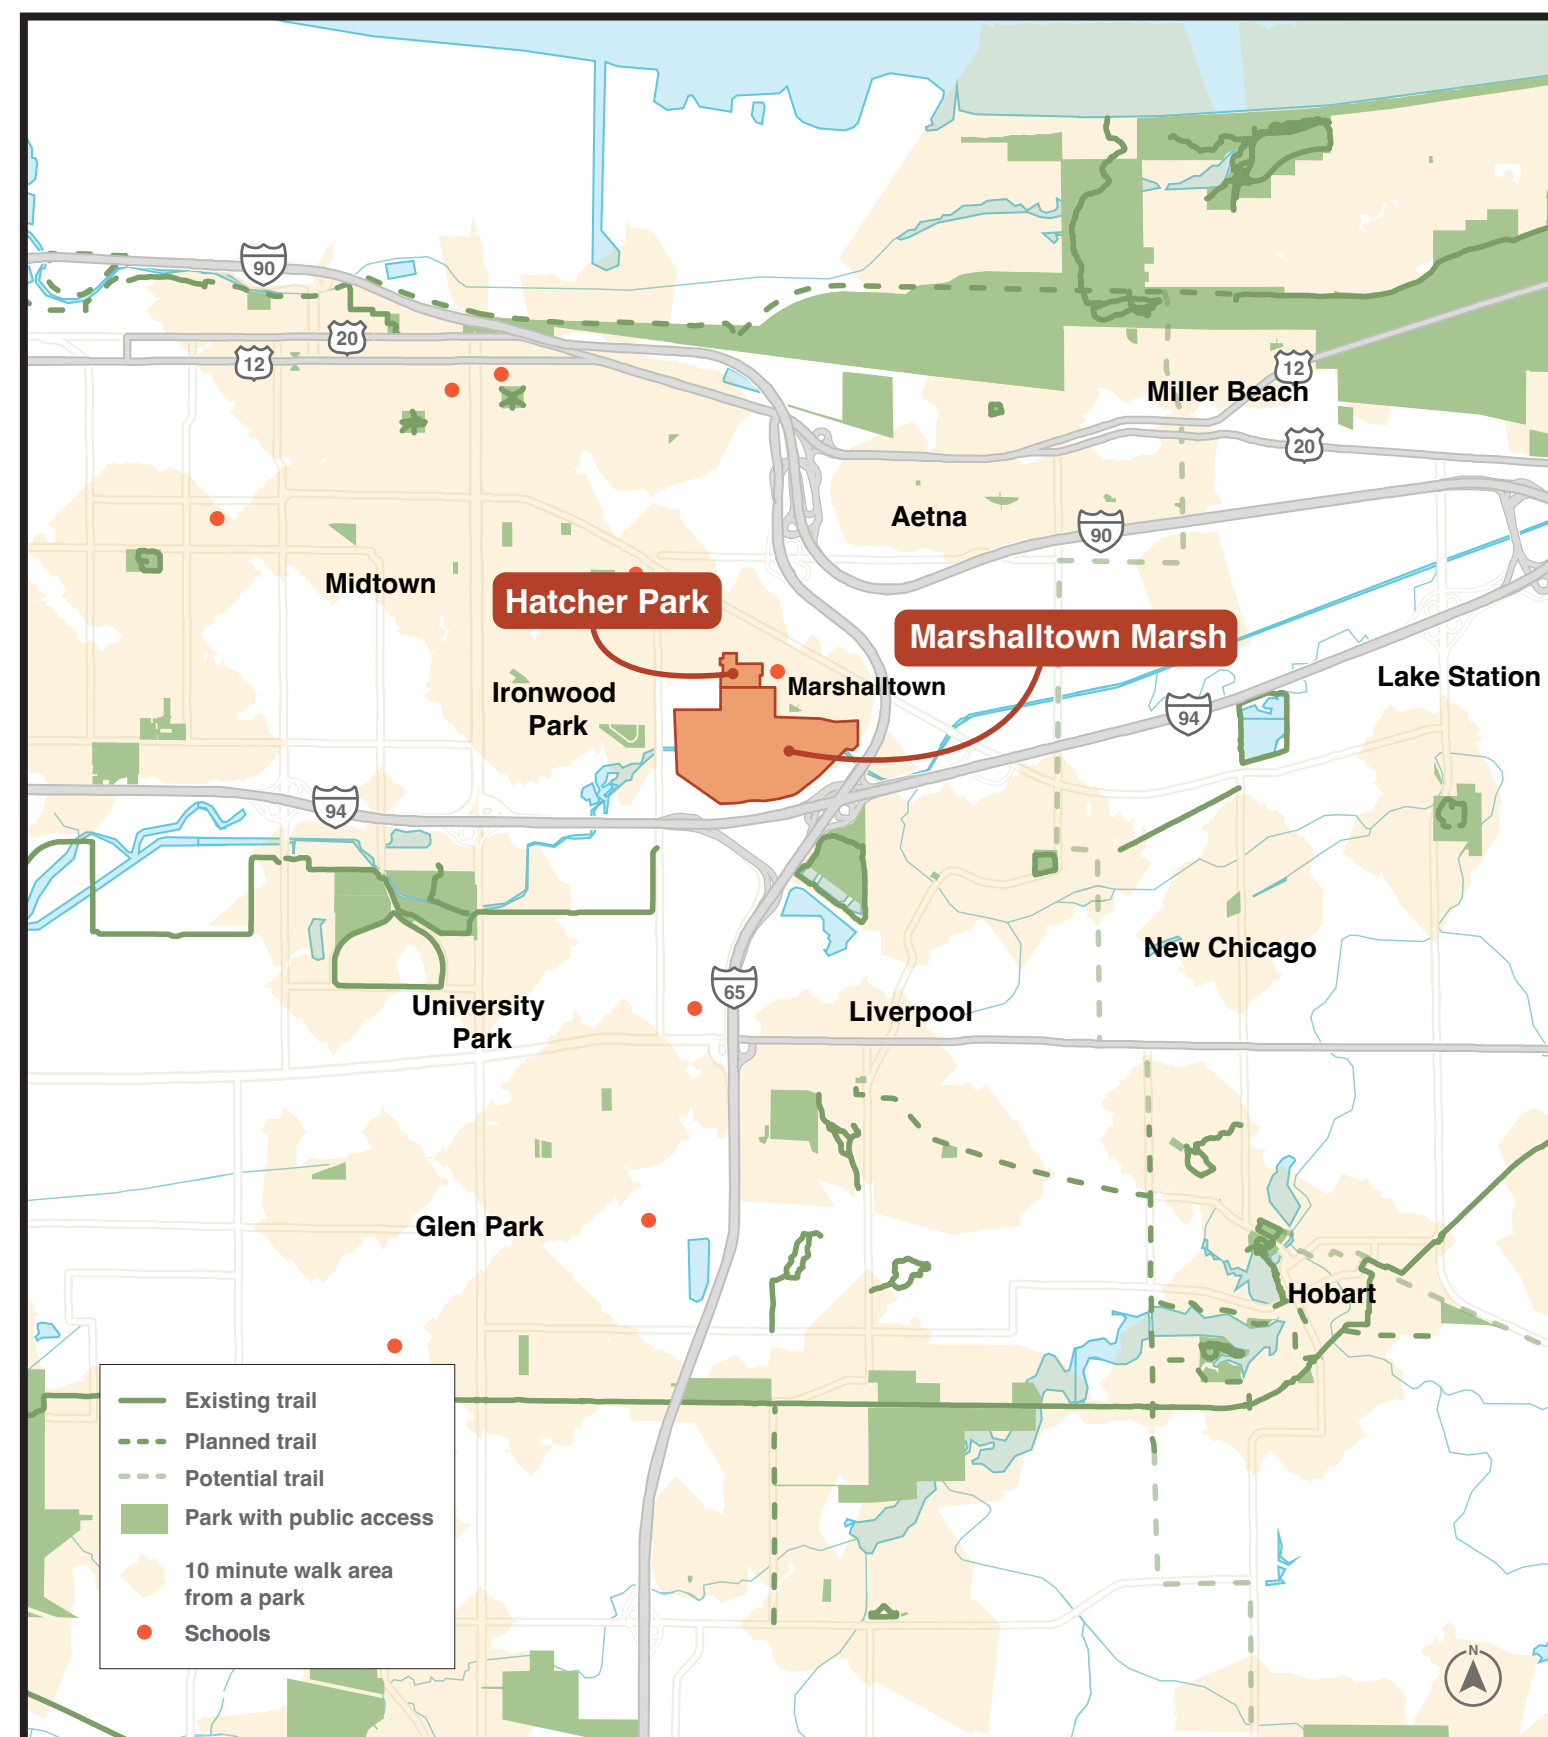 90
20
12
12
Miller Beach
20
Aetna
90
Midtown
Hatcher Park
Marshalltown Marsh
Marshalltown
Lake Station
Ironwood
Park
94
94
New Chicago
65
University
Park
Liverpool
Glen Park
Hobart
Existing trail
Planned trail
Potential trail
Park with public access
10 minute walk area
from a park
Schools
N